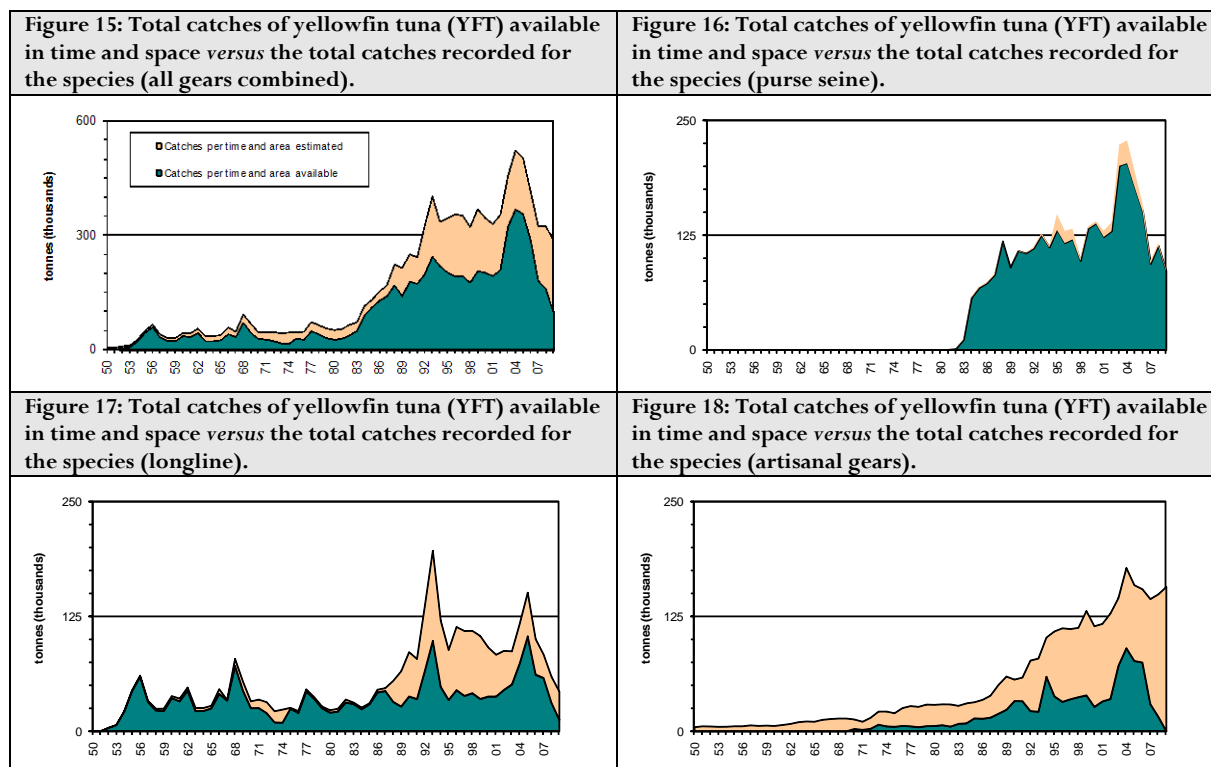 Figure 15: Total catches of yellowfin tuna (YFT) available
in time and space versus the total catches recorded for
the species (all gears combined).
600
300
0
tonnes (thousands)
Catches per time and area estimated
Catches per time and area available
50 53 56 59 62 65 68 71 74 77 80 83 86 89 92 95 98 01 04 07
Figure 16: Total catches of yellowfin tuna (YFT) available
in time and space versus the total catches recorded for
the species (purse seine).
250
125
0
tonnes (thousands)
50 53 56 59 62 65 68 71 74 77 80 83 86 89 92 95 98 01 04 07
Figure 17: Total catches of yellowfin tuna (YFT) available
in time and space versus the total catches recorded for
the species (longline).
250
125
0
tonnes (thousands)
50 53 56 59 62 65 68 71 74 77 80 83 86 89 92 95 98 01 04 07
Figure 18: Total catches of yellowfin tuna (YFT) available
in time and space versus the total catches recorded for
the species (artisanal gears).
250
125
0
tonnes (thousands)
50 53 56 59 62 65 68 71 74 77 80 83 86 89 92 95 98 01 04 07